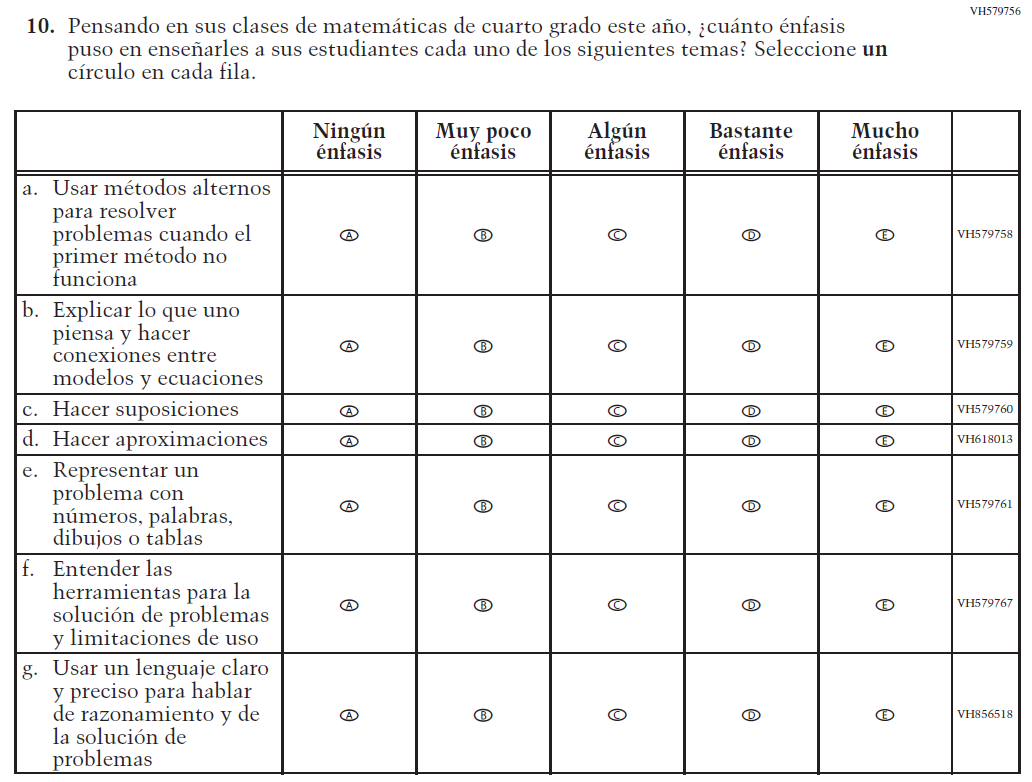 VH579756
10. Pensando en sus clases de matemáticas de cuarto grado este año, ¿cuánto énfasis
puso en enseñarles a sus estudiantes cada uno de los siguientes temas? Seleccione un
círculo en cada fila.
Ningún énfasis Muy poco énfasis Algún énfasis Bastante énfasis Mucho énfasis
a. Usar métodos alternos
para resolver
problemas cuando el
primer método no
funciona
A B C D E VH579758
b. Explicar lo que uno
piensa y hacer
conexiones entre
modelos y ecuaciones
A B C D E VH579759
c. Hacer suposiciones A B C D E VH579760
d. Hacer aproximaciones A B C D E VH618013
e. Representar un
problema con
números, palabras,
dibujos o tablas
A B C D E VH579761
f. Entender las
herramientas para la
solución de problemas
y limitaciones de uso
A B C D E VH579767
g. Usar un lenguaje claro
y preciso para hablar
de razonamiento y de
la solución de
problemas
A B C D E VH856518